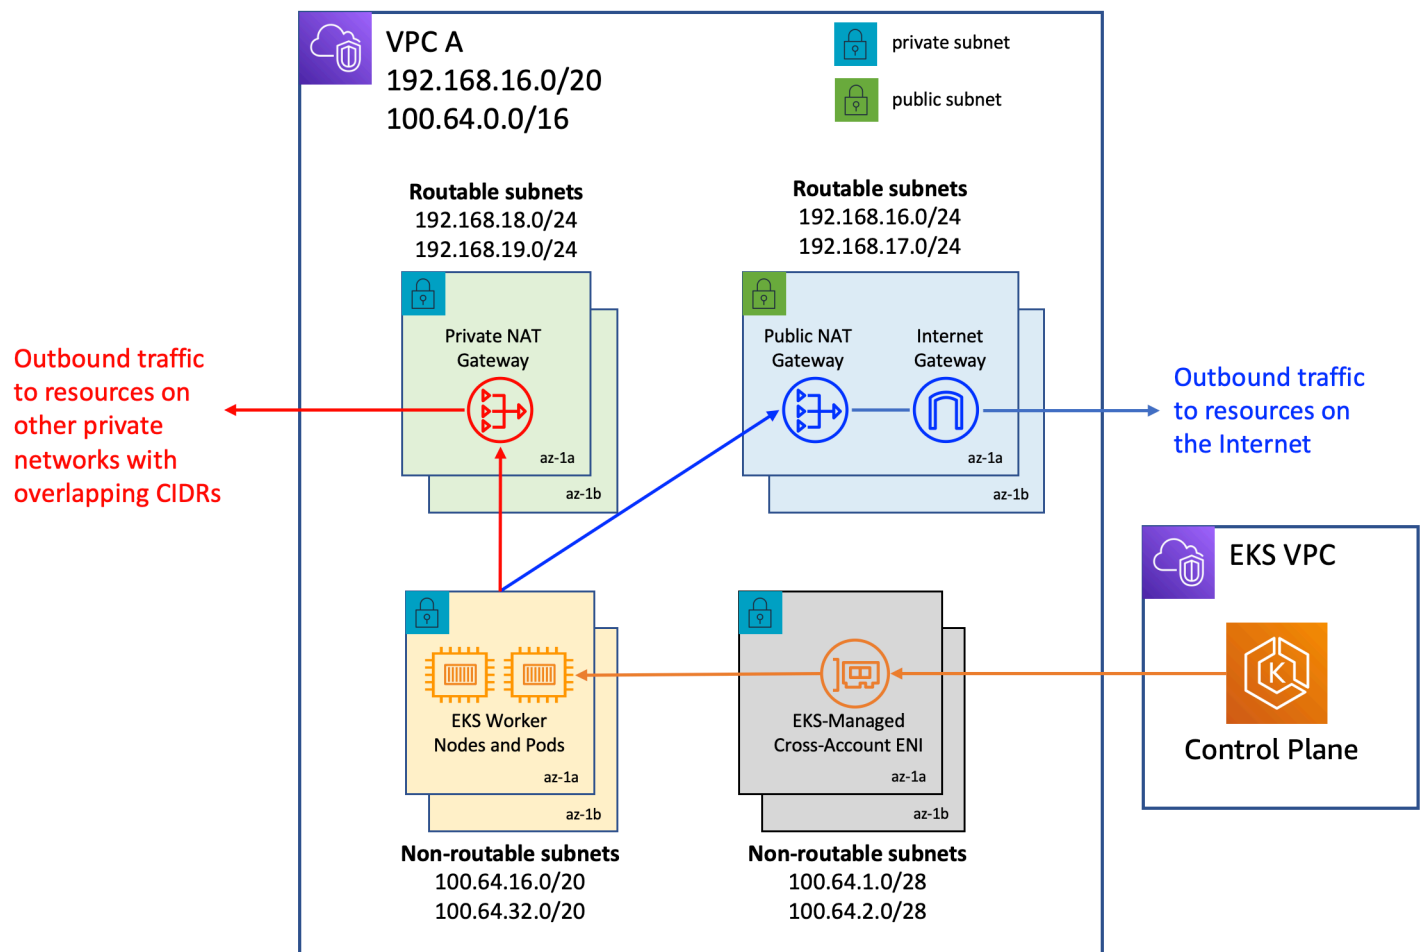 VPC A
192.168.16.0/20
100.64.0.0/16
private subnet
public subnet
Routable subnets
192.168.18.0/24
192.168.19.0/24
Routable subnets
192.168.16.0/24
192.168.17.0/24
Private NAT
Gateway
az-1a
az-1b
Public NAT
Gateway
Internet
Gateway
az-1a
az-1b
Outbound traffic
to resources on
other private
networks with
overlapping CIDRs
Outbound traffic
to resources on
the Internet
EKS Worker
Nodes and Pods
az-1a
az-1b
Non-routable subnets
100.64.16.0/20
100.64.32.0/20
EKS-Managed
Cross-Account ENI
az-1a
az-1b
Non-routable subnets
100.64.1.0/28
100.64.2.0/28
EKS VPC
K
Control Plane